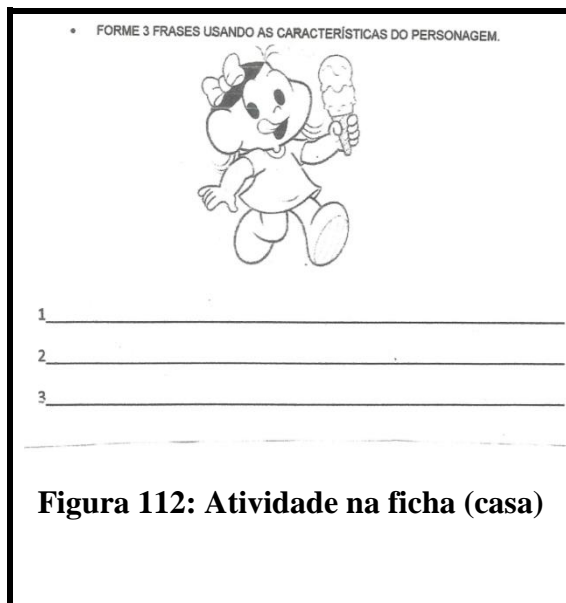 • FORME 3 FRASES USANDO AS CARACTERÍSTICAS DO PERSONAGEM.
1
2
3
Figura 112: Atividade na ficha (casa)